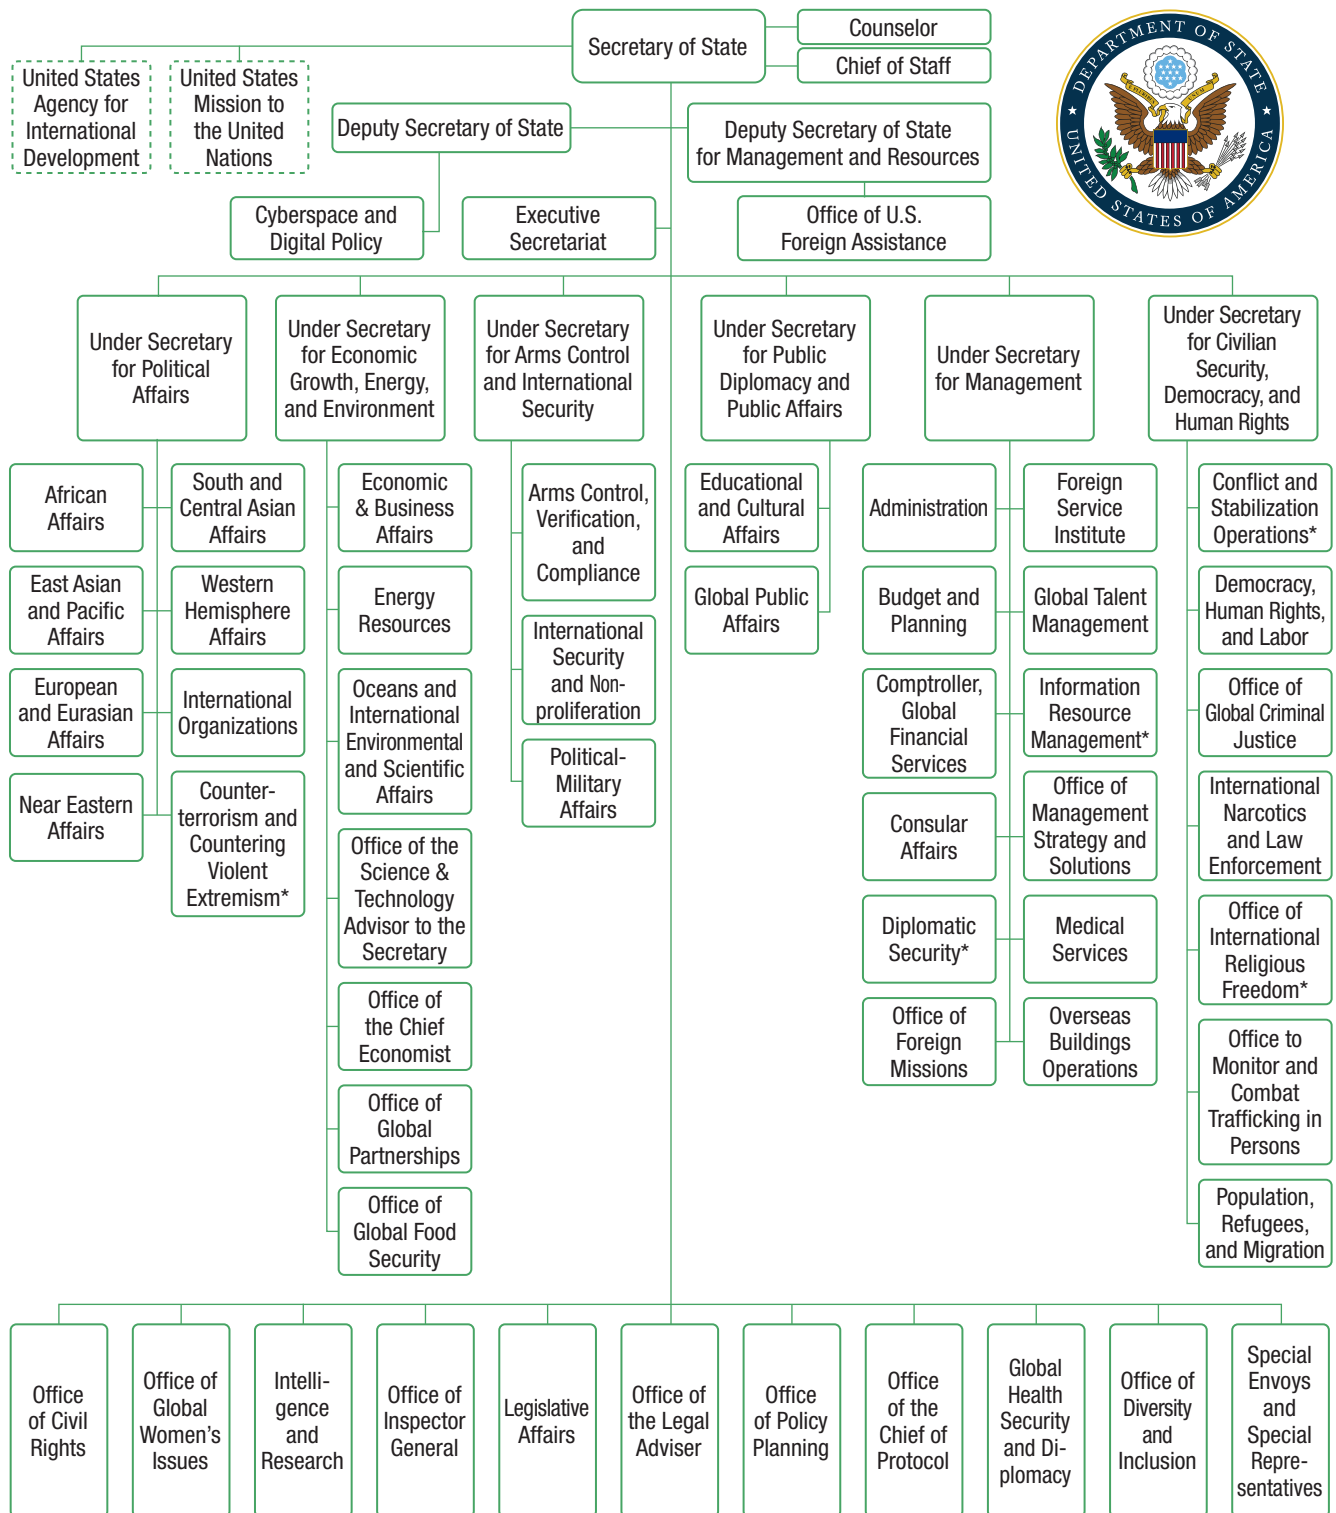 Secretary of State
Counselor
Chief of Staff
DEPARTMENT OF STATE
UNITED STATES OF AMERICA
United States
Agency for
International
Development
United States
Mission to
the United
Nations
Deputy Secretary of State
Deputy Secretary of State
for Management and Resources
Cyberspace and
Digital Policy
Executive
Secretariat
Office of U.S.
Foreign Assistance
Under Secretary
for Political
Affairs
Under Secretary
for Economic
Growth, Energy,
and Environment
Under Secretary
for Arms Control
and International
Security
Under Secretary
for Public
Diplomacy and
Public Affairs
Under Secretary
for Management
Under Secretary
for Civilian
Security,
Democracy, and
Human Rights
African
Affairs
South and
Central Asian
Affairs
East Asian
and Pacific
Affairs
Western
Hemisphere
Affairs
European
and Eurasian
Affairs
International
Organizations
Near Eastern
Affairs
Counter-
terrorism and
Countering
Violent
Extremism*
Economic
& Business
Affairs
Energy
Resources
Oceans and
International
Environmental
and Scientific
Affairs
Office of the
Science &
Technology
Advisor to the
Secretary
Office of
the Chief
Economist
Office of
Global
Partnerships
Office of
Global Food
Security
Arms Control,
Verification,
and
Compliance
International
Security
and Non-
proliferation
Political-
Military
Affairs
Educational
and Cultural
Affairs
Global Public
Affairs
Administration
Foreign
Service
Institute
Budget and
Planning
Global Talent
Management
Comptroller,
Global
Financial
Services
Information
Resource
Management*
Consular
Affairs
Office of
Management
Strategy and
Solutions
Diplomatic
Security*
Medical
Services
Office of
Foreign
Missions
Overseas
Buildings
Operations
Conflict and
Stabilization
Operations*
Democracy,
Human Rights,
and Labor
Office of
Global Criminal
Justice
International
Narcotics
and Law
Enforcement
Office of
International
Religious
Freedom*
Office to
Monitor and
Combat
Trafficking in
Persons
Population,
Refugees,
and Migration
Office
of Civil
Rights
Office of
Global
Women's
Issues
Intelli-
gence
and
Research
Office of
Inspector
General
Legislative
Affairs
Office of
the Legal
Adviser
Office
of Policy
Planning
Office
of the
Chief of
Protocol
Global
Health
Security
and Di-
plomacy
Office of
Diversity
and
Inclusion
Special
Envoys
and
Special
Repre-
sentatives